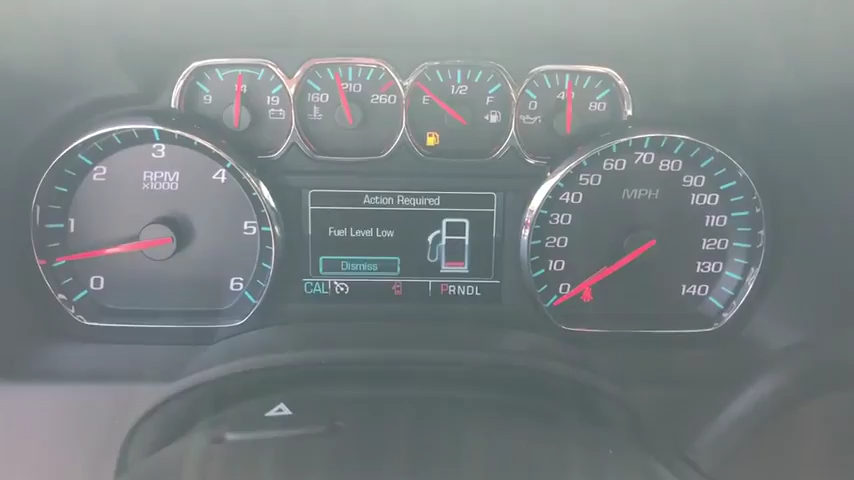 9 14 19
160 210 260
E 1/2 F
0 40 80
RPM
X1000
0 1 2 3 4 5 6
Action Required
Fuel Level Low
Dismiss
CAL
PRNDL
MPH
0 10 20 30 40 50 60 70 80 90 100 110 120 130 140